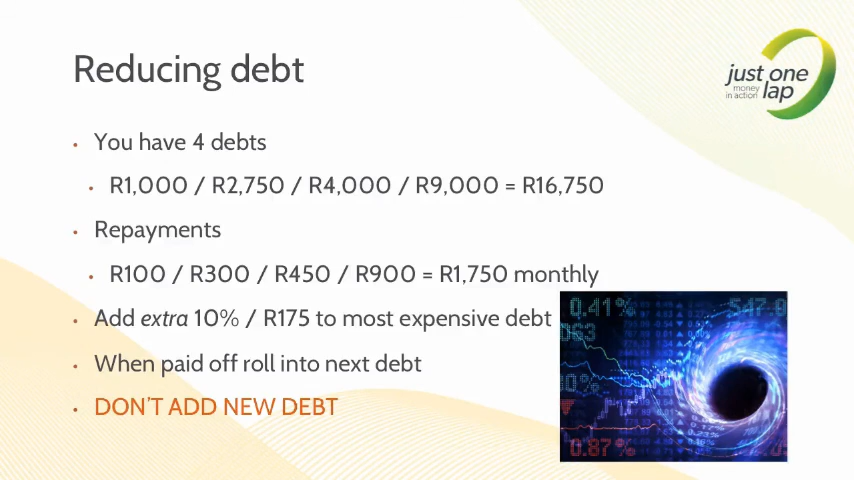 Reducing debt
just one
money
in action lap
• You have 4 debts
• R1,000 / R2,750 / R4,000 / R9,000 = R16,750
• Repayments
• R100 / R300 / R450 / R900 = R1,750 monthly
• Add extra 10% / R175 to most expensive debt
• When paid off roll into next debt
• DON'T ADD NEW DEBT
0.41%
547.0
0.87%